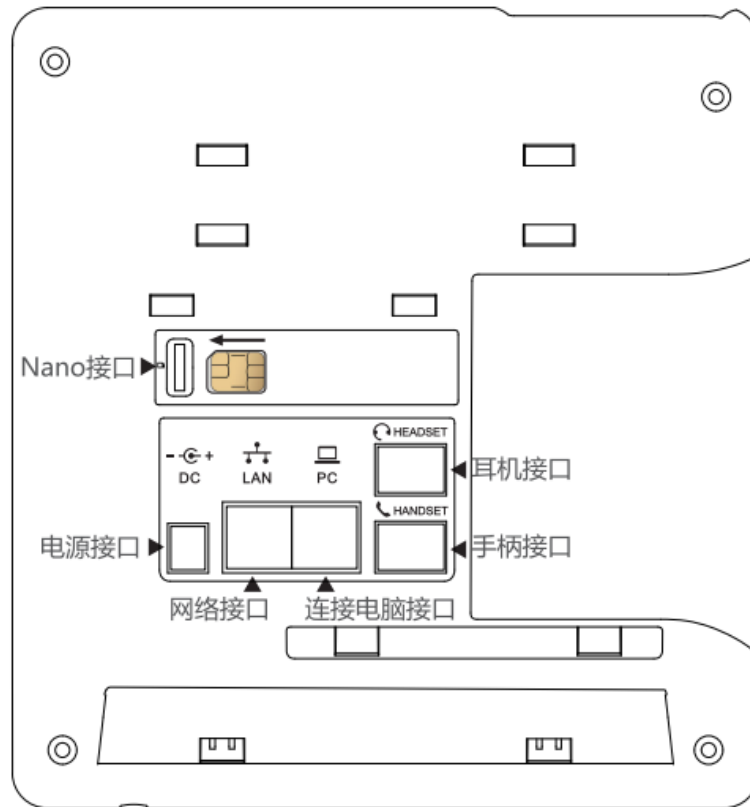 Nano接口
HEADSET
- +
DC
LAN
PC
耳机接口
HANDSET
电源接口
手柄接口
网络接口
连接电脑接口